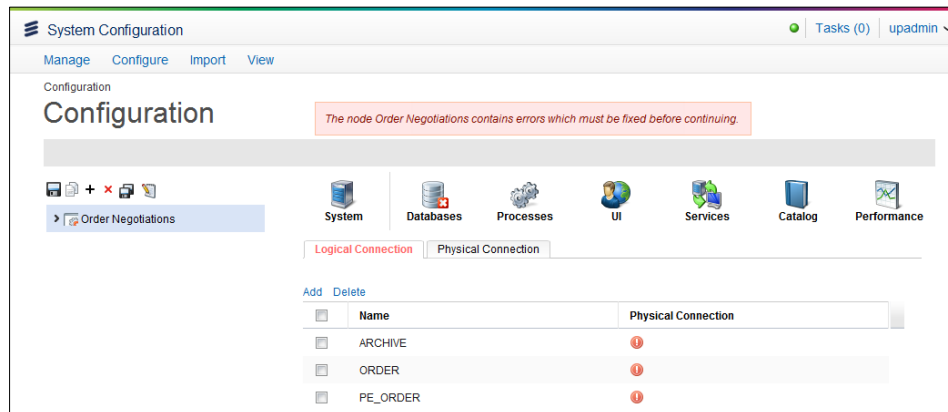 System Configuration
Tasks (0)
upadmin
Manage Configure Import View
Configuration
Configuration
The node Order Negotiations contains errors which must be fixed before continuing.
Order Negotiations
System Databases Processes UI Services Catalog Performance
Logical Connection Physical Connection
Add Delete
Name Physical Connection
ARCHIVE
ORDER
PE_ORDER